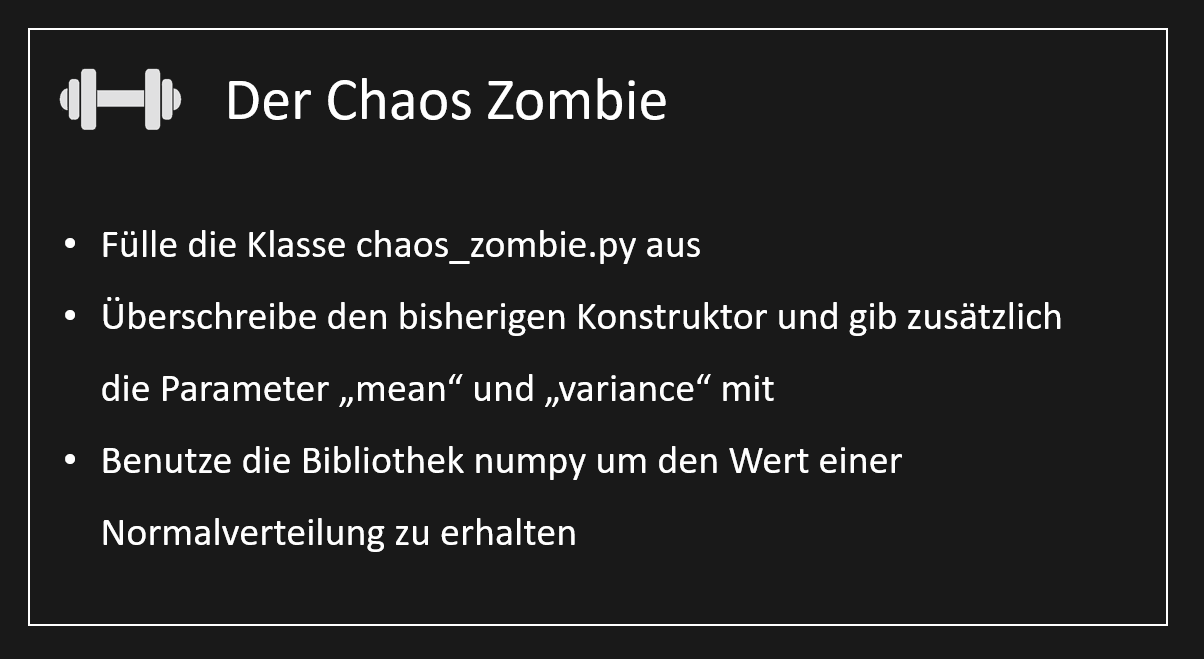 Der Chaos Zombie
• Fülle die Klasse chaos_zombie.py aus
• Überschreibe den bisherigen Konstruktor und gib zusätzlich
die Parameter „mean“ und „variance“ mit
• Benutze die Bibliothek numpy um den Wert einer
Normalverteilung zu erhalten